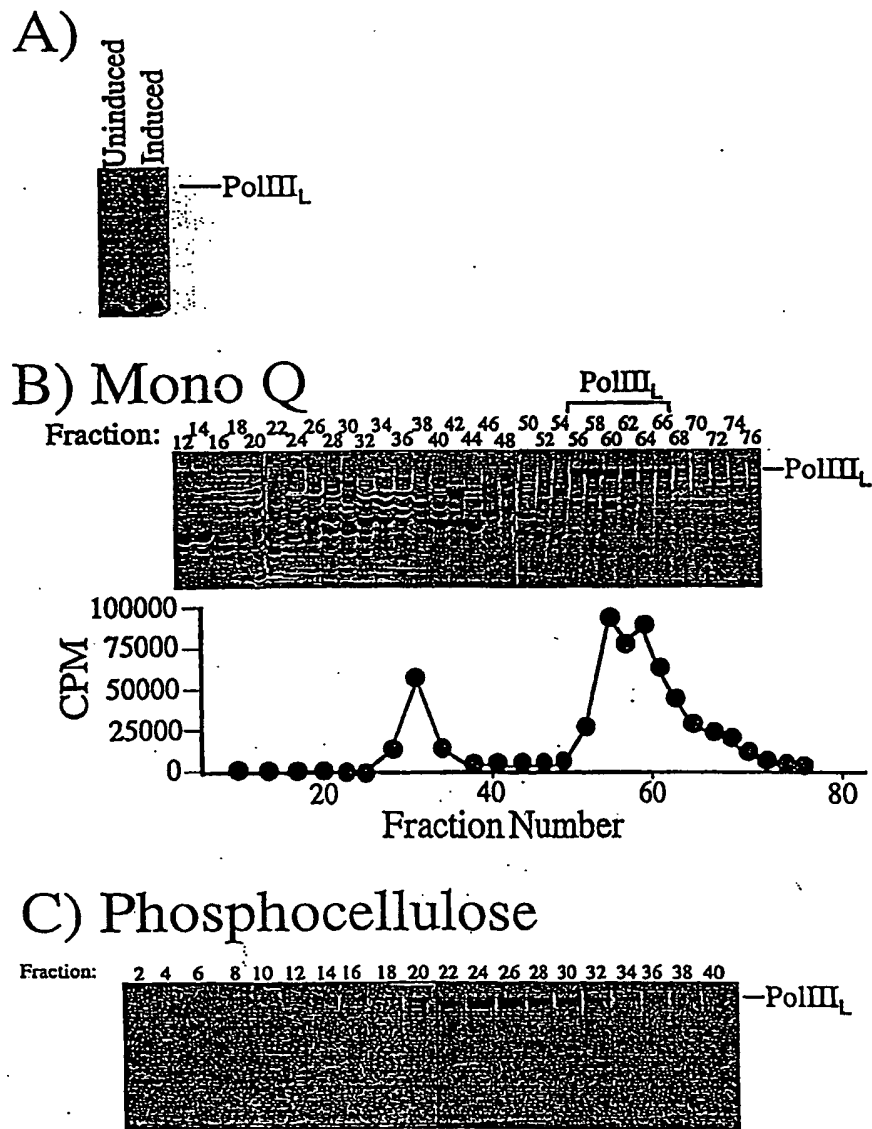 A)
Uninduced
Induced
PolIII_L
B) Mono Q
PolIII_L
Fraction: 12 14 16 18 20 22 24 26 28 30 32 34 36 38 40 42 44 46 48 50 52 54 56 58 60 62 64 66 68 70 72 74 76
PolIII_L
100000
75000
50000
25000
0
CPM
20 40 60 80
Fraction Number
C) Phosphocellulose
Fraction: 2 4 6 8 10 12 14 16 18 20 22 24 26 28 30 32 34 36 38 40
PolIII_L